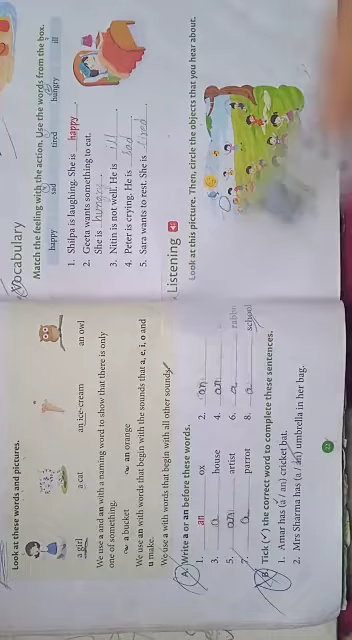 Look at these words and pictures.
a girl a cat an ice-cream an owl
We use a and an with a naming word to show that there is only
one of something.
a bucket an orange
We use an with words that begin with the sounds that a, e, i, o and
u make.
We use a with words that begin with all other sounds.
A Write a or an before these words.
1. an ox 2. an
3. a house 4. an
5. an artist 6. a rabbit
7. a parrot 8. a school
B Tick (✓) the correct word to complete these sentences.
1. Amar has (a / an) cricket bat.
2. Mrs Sharma has (a / an) umbrella in her bag.
22
Vocabulary
Match the feeling with the action. Use the words from the box.
happy sad tired hungry ill
1. Shilpa is laughing. She is happy.
2. Geeta wants something to eat.
She is hungry.
3. Nitin is not well. He is ill.
4. Peter is crying. He is sad.
5. Sara wants to rest. She is tired.
Listening
Look at this picture. Then, circle the objects that you hear about.